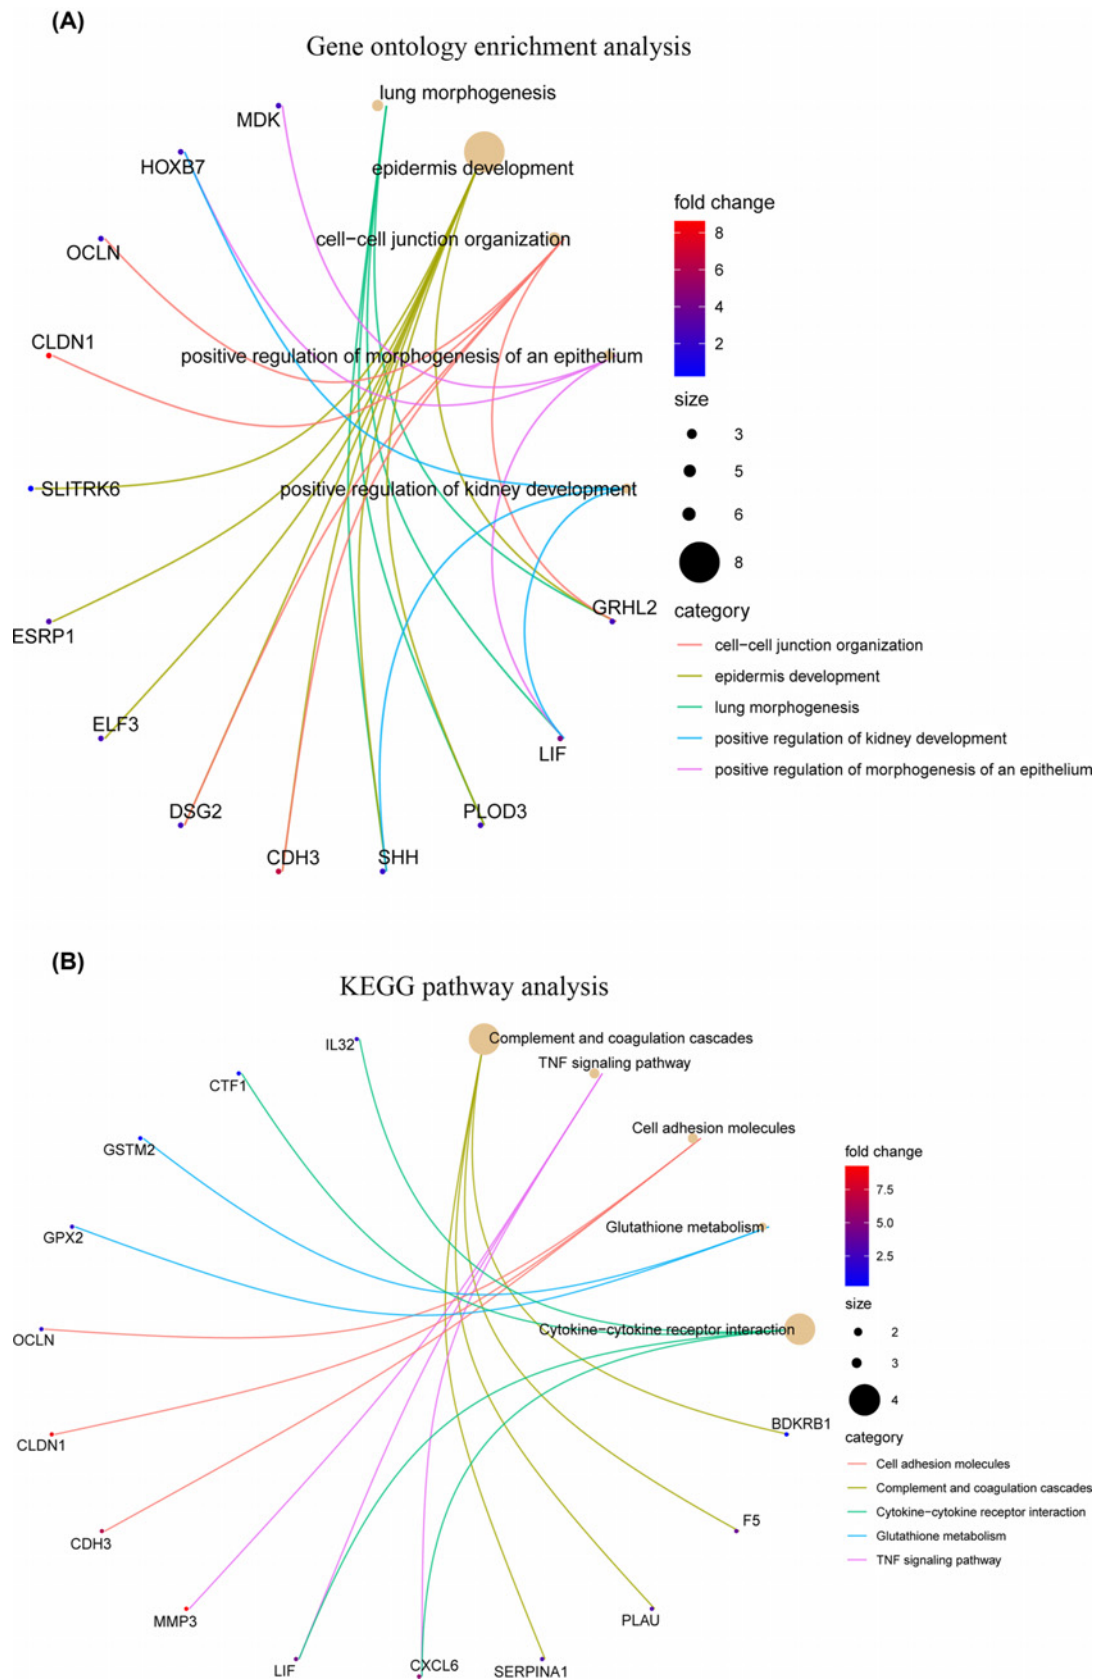 (A)
Gene ontology enrichment analysis
lung morphogenesis
MDK
HOXB7
epidermis development
OCLN
cell-cell junction organization
CLDN1
positive regulation of morphogenesis of an epithelium
SLITRK6
positive regulation of kidney development
ESRP1
GRHL2
ELF3
LIF
DSG2
PLOD3
CDH3
SHH
fold change
8
6
4
2
size
3
5
6
8
category
cell-cell junction organization
epidermis development
lung morphogenesis
positive regulation of kidney development
positive regulation of morphogenesis of an epithelium
(B)
KEGG pathway analysis
IL32
Complement and coagulation cascades
TNF signaling pathway
CTF1
Cell adhesion molecules
GSTM2
Glutathione metabolism
GPX2
OCLN
Cytokine-cytokine receptor interaction
CLDN1
BDKRB1
CDH3
F5
MMP3
PLAU
LIF
CXCL6
SERPINA1
fold change
7.5
5.0
2.5
size
2
3
4
category
Cell adhesion molecules
Complement and coagulation cascades
Cytokine-cytokine receptor interaction
Glutathione metabolism
TNF signaling pathway